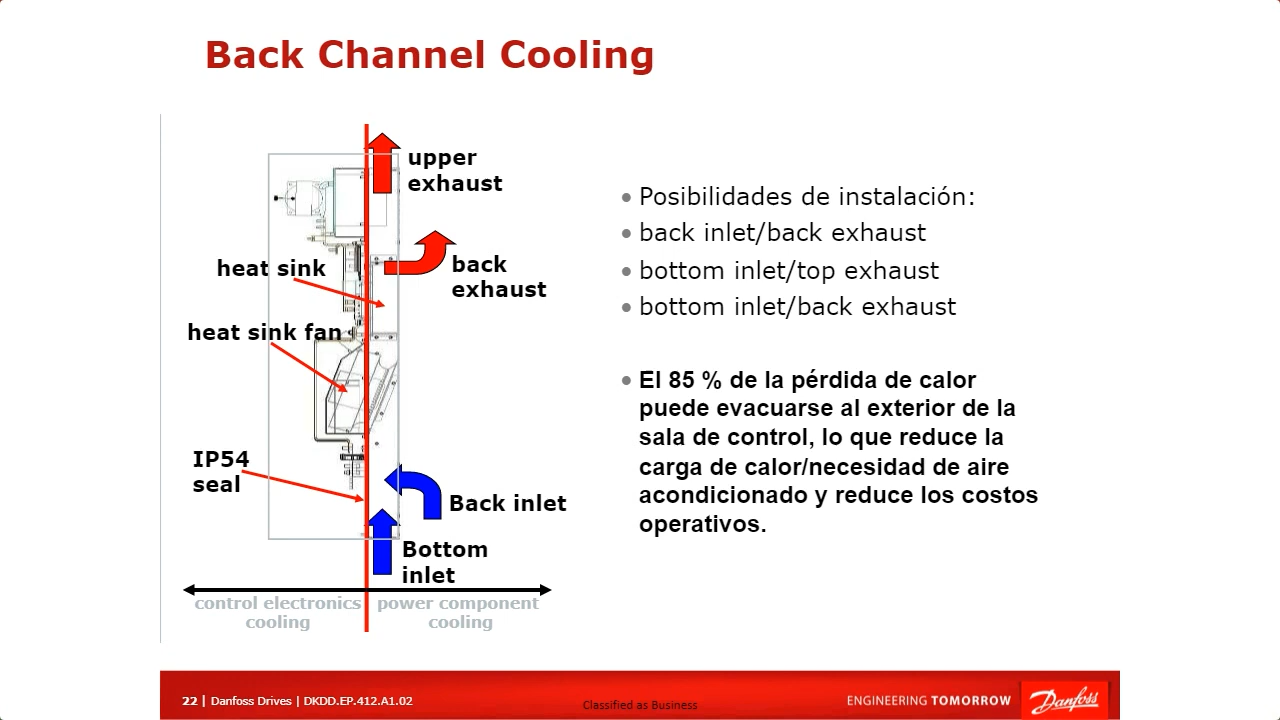 Back Channel Cooling
upper
exhaust
heat sink
back
exhaust
heat sink fan
IP54
seal
Back inlet
Bottom
inlet
control electronics
cooling
power component
cooling
Posibilidades de instalación:
back inlet/back exhaust
bottom inlet/top exhaust
bottom inlet/back exhaust
El 85 % de la pérdida de calor
puede evacuarse al exterior de la
sala de control, lo que reduce la
carga de calor/necesidad de aire
acondicionado y reduce los costos
operativos.
22 | Danfoss Drives | DKDD.EP.412.A1.02
Classified as Business
ENGINEERING TOMORROW
Danfoss